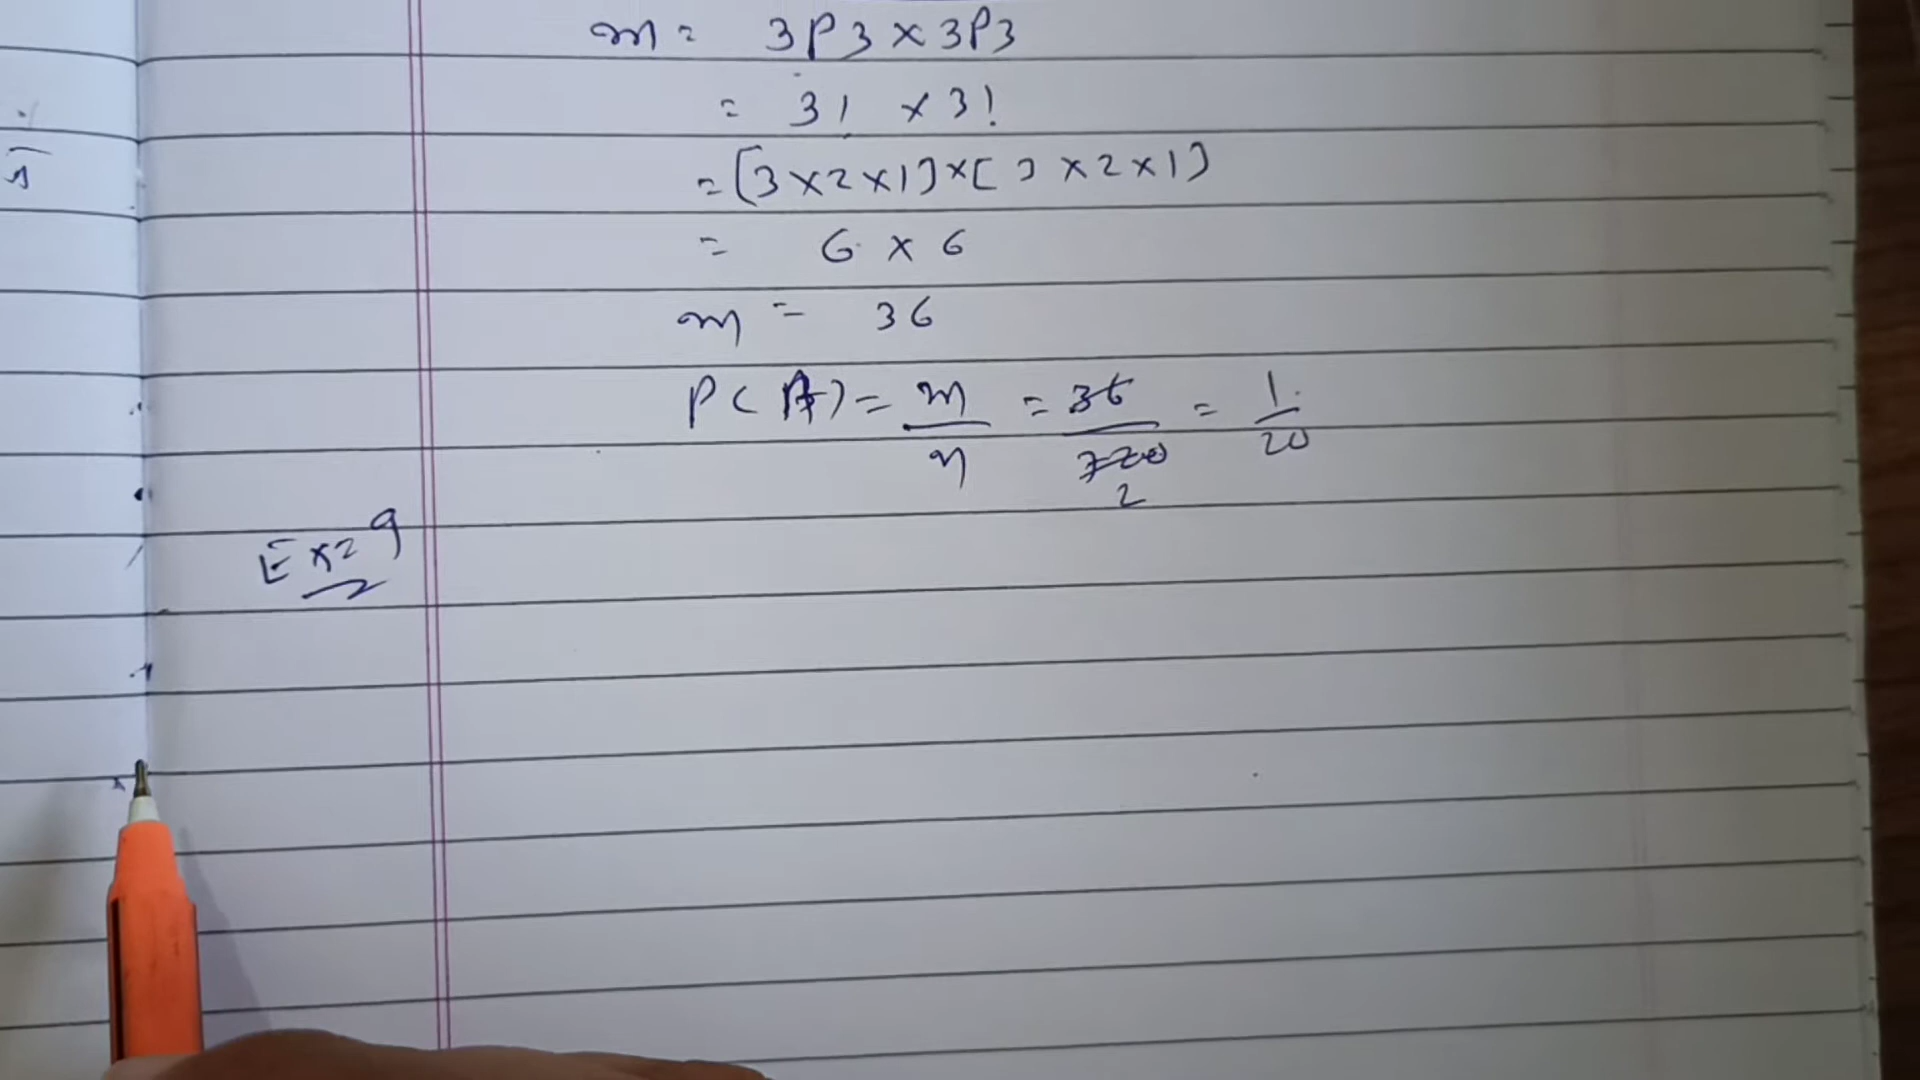 m = 3P3 × 3P3
= 3! × 3!
= [3 × 2 × 1] × [3 × 2 × 1]
= 6 × 6
m = 36
P(A) = m/n = 36/720 = 1/20
2
Ex 29